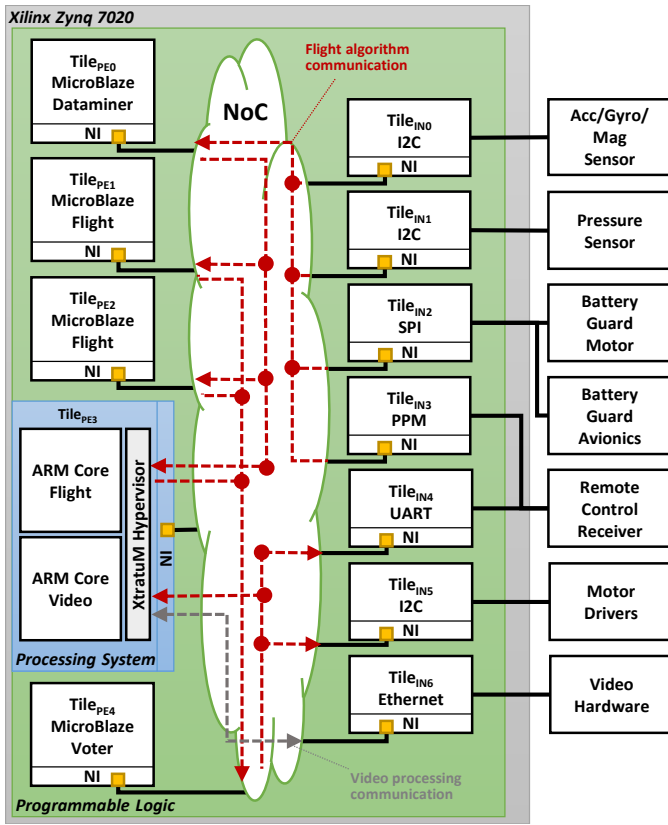 Xilinx Zynq 7020
TilePE0
MicroBlaze
Dataminer
NI
TilePE1
MicroBlaze
Flight
NI
TilePE2
MicroBlaze
Flight
NI
TilePE3
ARM Core
Flight
ARM Core
Video
XtratuM Hypervisor
NI
Processing System
TilePE4
MicroBlaze
Voter
NI
Programmable Logic
NoC
Flight algorithm
communication
Video processing
communication
TileIN0
I2C
NI
TileIN1
I2C
NI
TileIN2
SPI
NI
TileIN3
PPM
NI
TileIN4
UART
NI
TileIN5
I2C
NI
TileIN6
Ethernet
NI
Acc/Gyro/
Mag
Sensor
Pressure
Sensor
Battery
Guard
Motor
Battery
Guard
Avionics
Remote
Control
Receiver
Motor
Drivers
Video
Hardware